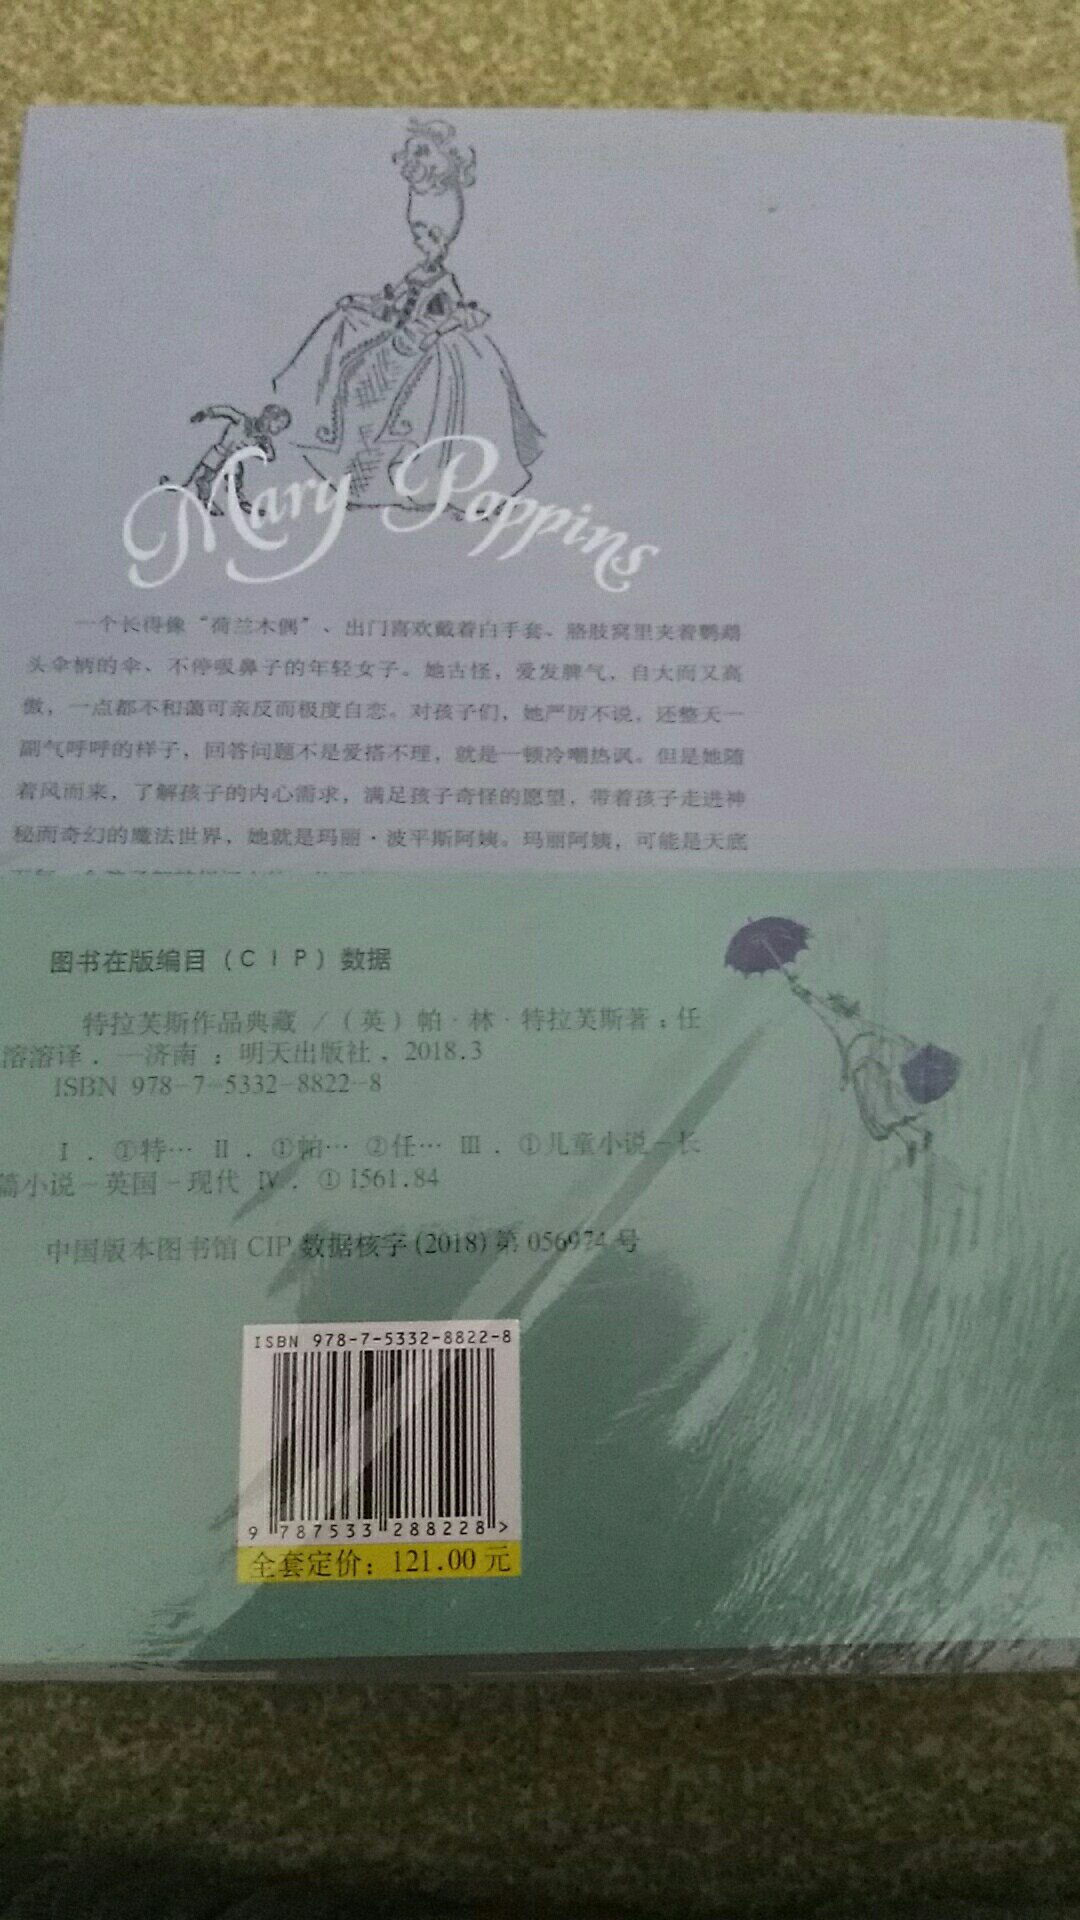 Mary Poppins
一个长得像“荷兰木偶”、出门喜欢戴着白手套、胳肢窝里夹着鹦鹉
头伞柄的伞、不停吸鼻子的年轻女子。她古怪，爱发脾气，自大而又高
傲，一点都不和蔼可亲反而极度自恋。对孩子们，她严厉不说，还整天一
副气呼呼的样子，回答问题不是爱搭不理，就是一顿冷嘲热讽。但是她随
着风而来，了解孩子的内心需求，满足孩子奇怪的愿望，带着孩子走进神
秘而奇幻的魔法世界，她就是玛丽·波平斯阿姨。玛丽阿姨，可能是天底
图书在版编目（CIP）数据
特拉芙斯作品典藏 /（英）帕·林·特拉芙斯著；任
溶溶译．—济南：明天出版社，2018.3
ISBN 978-7-5332-8822-8
Ⅰ．①特… Ⅱ．①帕… ②任… Ⅲ．①儿童小说－长
篇小说－英国－现代 Ⅳ．①I561.84
中国版本图书馆 CIP 数据核字 (2018) 第 056974 号
ISBN 978-7-5332-8822-8
9 787533 288228 >
全套定价：121.00 元